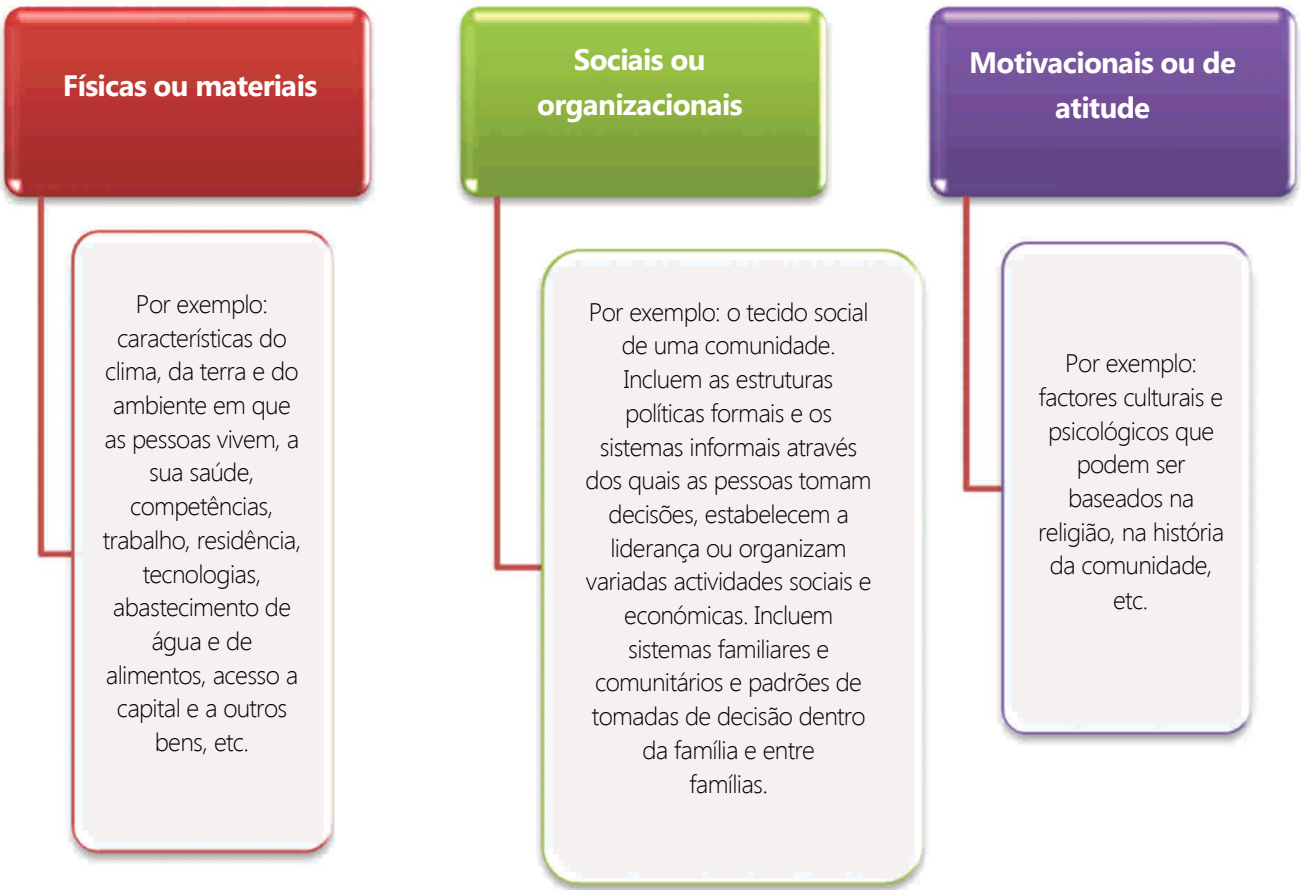 Físicas ou materiais
Por exemplo:
características do
clima, da terra e do
ambiente em que
as pessoas vivem, a
sua saúde,
competências,
trabalho, residência,
tecnologias,
abastecimento de
água e de
alimentos, acesso a
capital e a outros
bens, etc.
Sociais ou
organizacionais
Por exemplo: o tecido social
de uma comunidade.
Incluem as estruturas
políticas formais e os
sistemas informais através
dos quais as pessoas tomam
decisões, estabelecem a
liderança ou organizam
variadas actividades sociais e
económicas. Incluem
sistemas familiares e
comunitários e padrões de
tomadas de decisão dentro
da família e entre
famílias.
Motivacionais ou de
atitude
Por exemplo:
factores culturais e
psicológicos que
podem ser
baseados na
religião, na história
da comunidade,
etc.